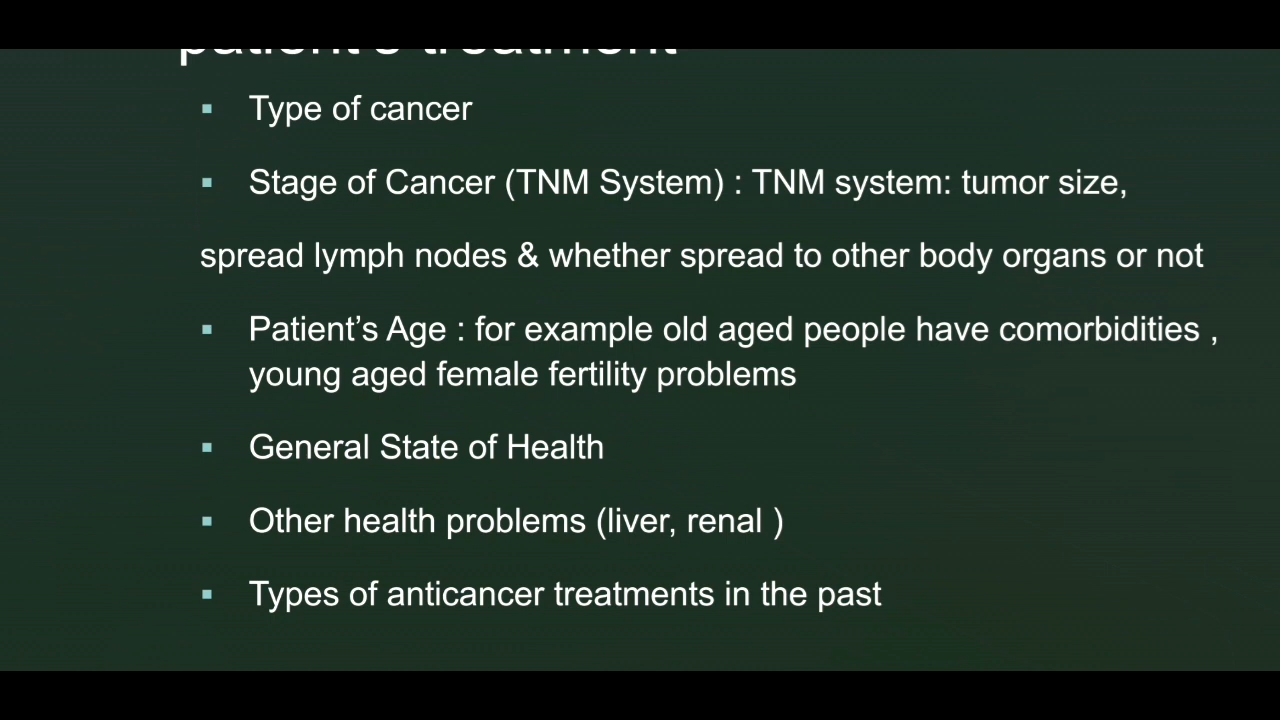 patient's treatment
▪ Type of cancer
▪ Stage of Cancer (TNM System) : TNM system: tumor size,
spread lymph nodes & whether spread to other body organs or not
▪ Patient’s Age : for example old aged people have comorbidities ,
young aged female fertility problems
▪ General State of Health
▪ Other health problems (liver, renal )
▪ Types of anticancer treatments in the past